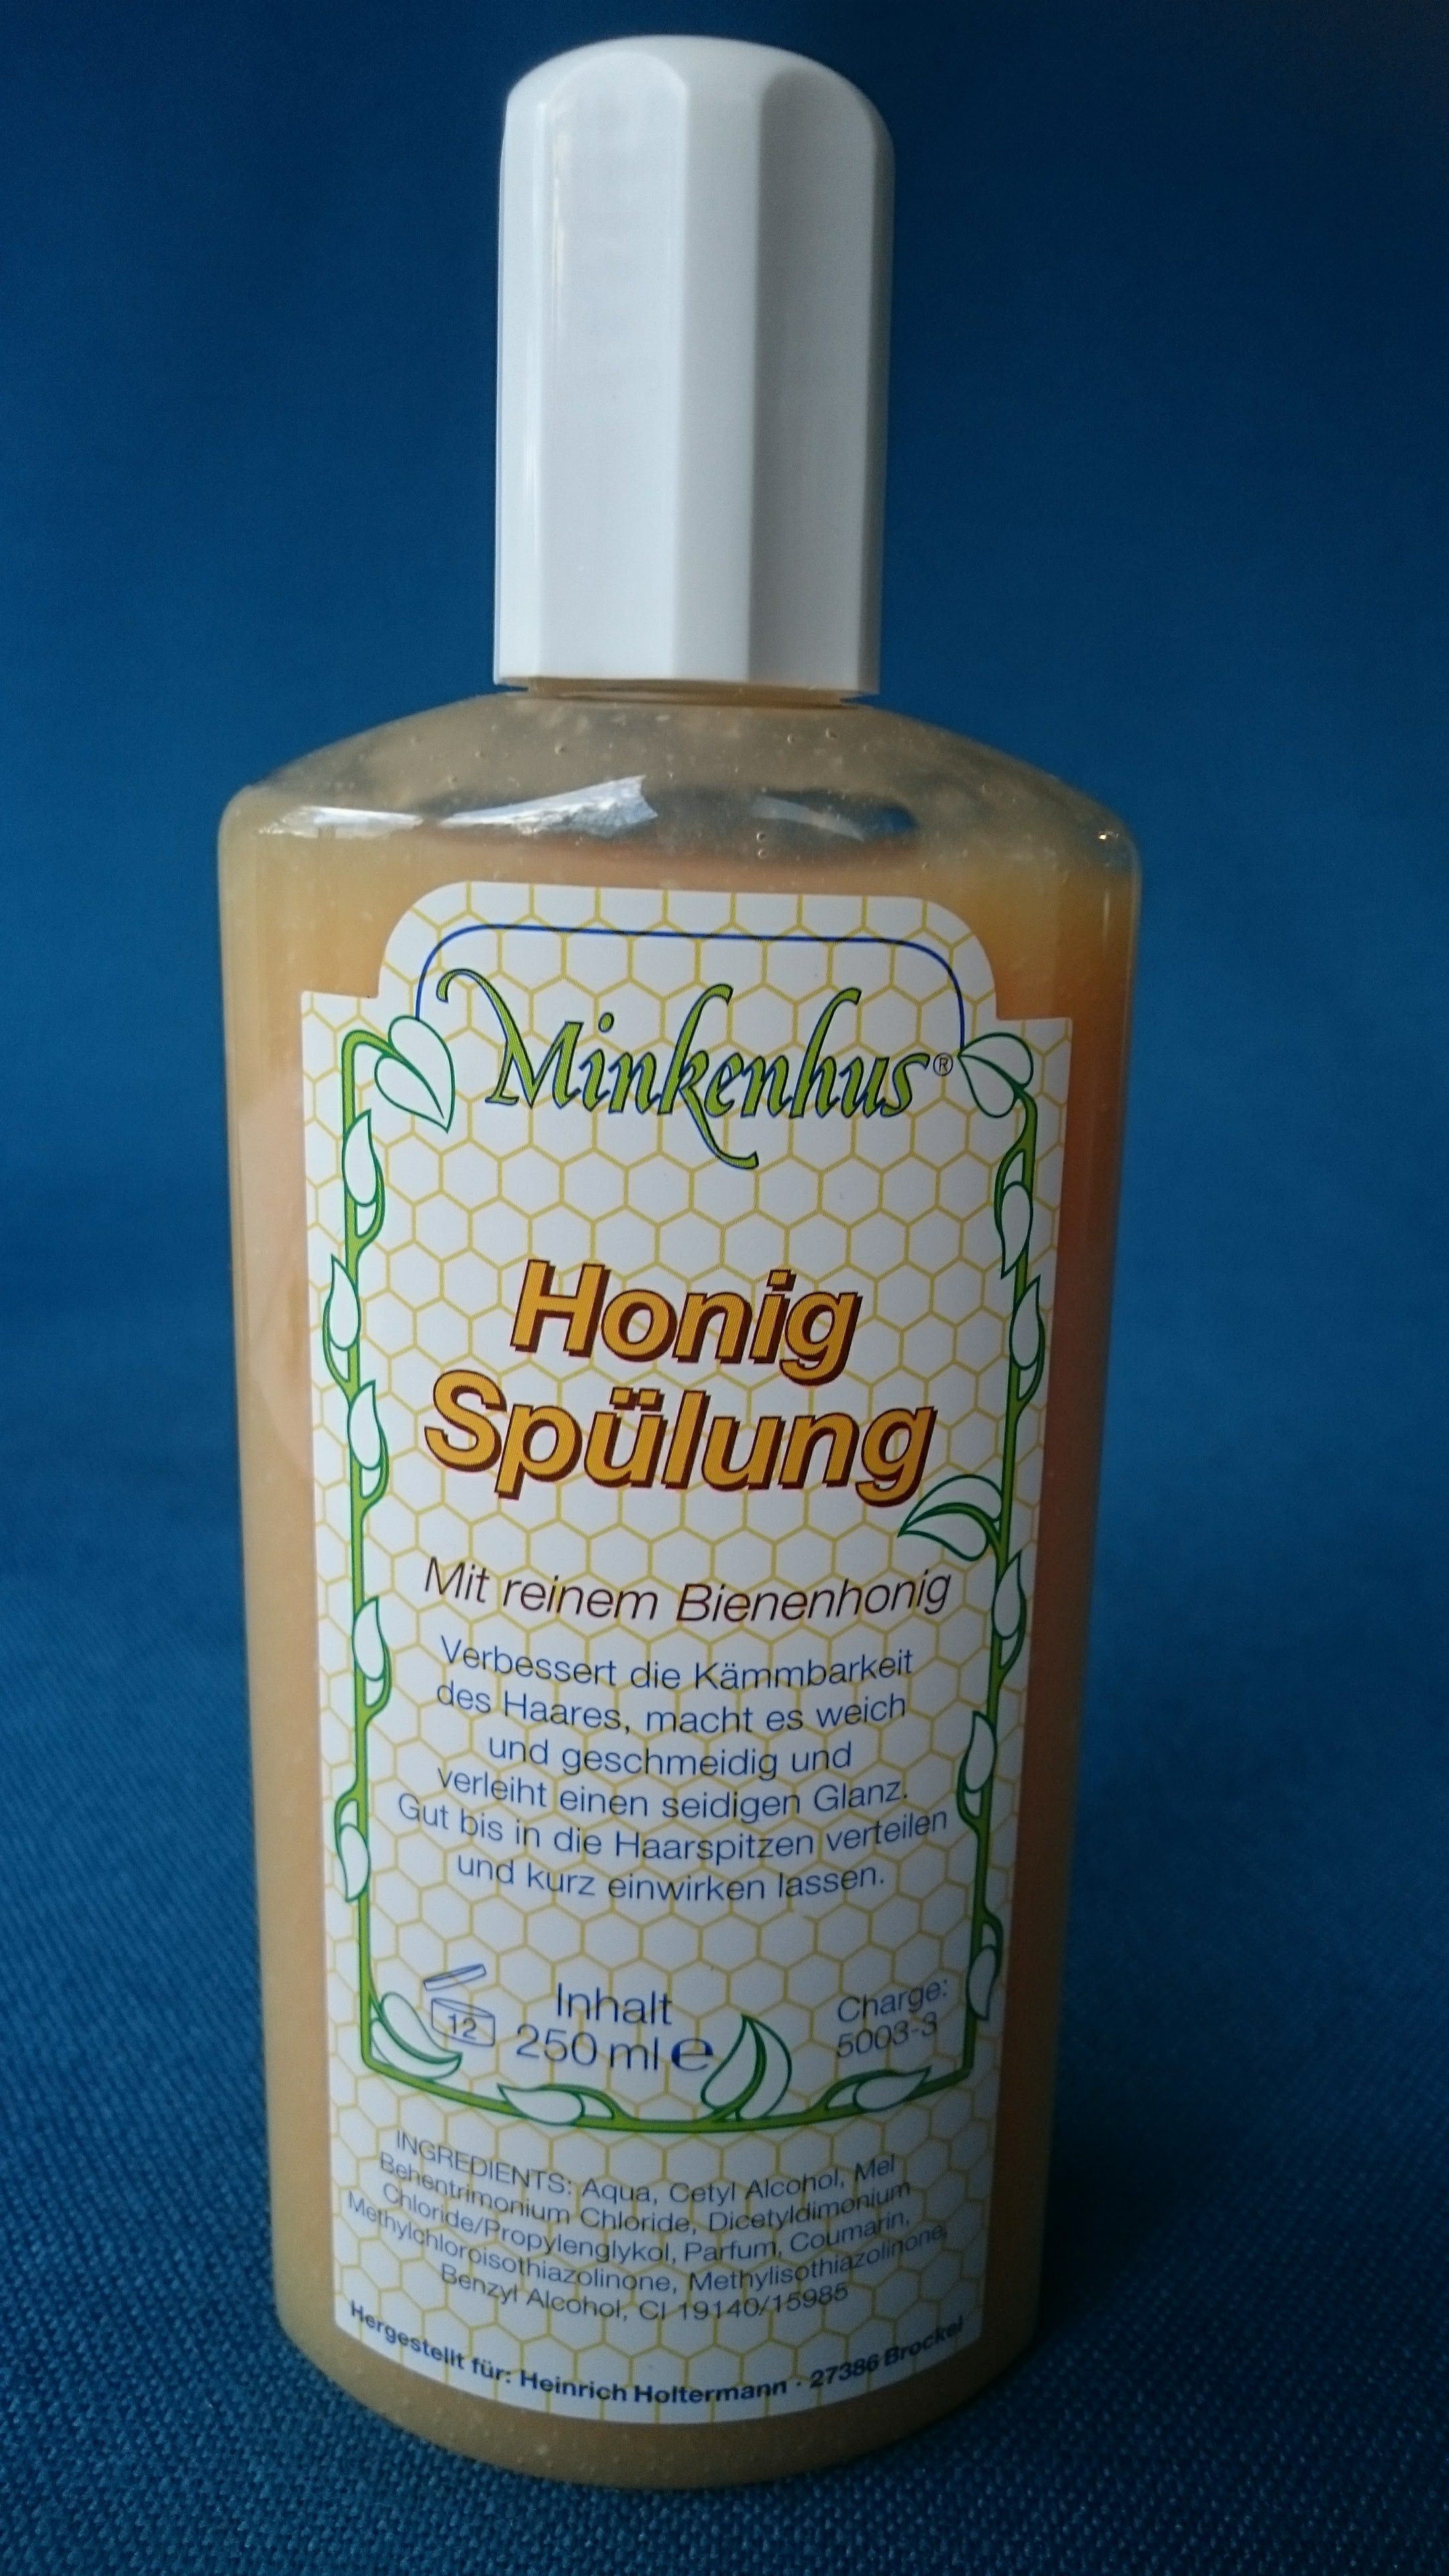 Minkenhus®
Honig
Spülung
Mit reinem Bienenhonig
Verbessert die Kämmbarkeit
des Haares, macht es weich
und geschmeidig und
verleiht einen seidigen Glanz.
Gut bis in die Haarspitzen verteilen
und kurz einwirken lassen.
12
Inhalt
250 ml ℮
Charge:
5003-3
INGREDIENTS: Aqua, Cetyl Alcohol, Mel
Behentrimonium Chloride, Dicetyldimonium
Chloride/Propylenglykol, Parfum, Coumarin,
Methylchloroisothiazolinone, Methylisothiazolinone,
Benzyl Alcohol, CI 19140/15985
Hergestellt für: Heinrich Holtermann · 27386 Brockel